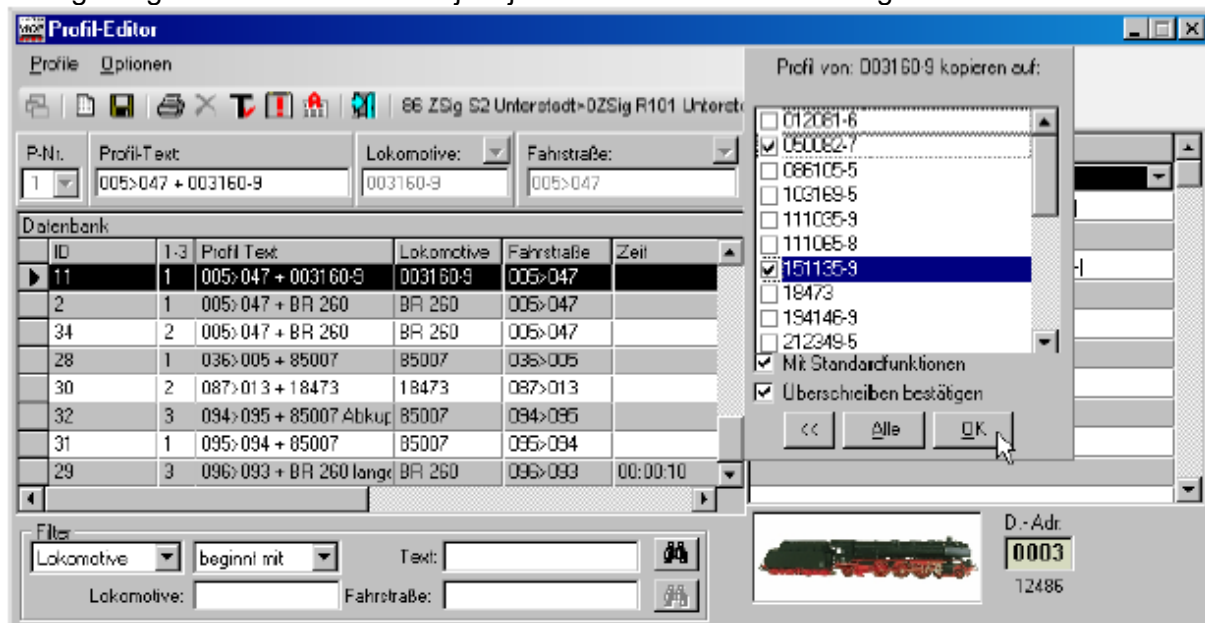 Profil-Editor
Profile Optionen
86 ZSig S2 Unterstedt>0ZSig R101 Unterste
P-Nr. Profil-Text: Lokomotive: Fahrstraße:
1 005>047 + 003160-9 003160-9 005>047
Datenbank
ID 1-3 Profil Text Lokomotive Fahrstraße Zeit
11 1 005>047 + 003160-9 003160-9 005>047
2 1 005>047 + BR 260 BR 260 005>047
34 2 005>047 + BR 260 BR 260 005>047
28 1 036>005 + 85007 85007 036>005
30 2 087>013 + 18473 18473 087>013
32 3 094>095 + 85007 Abkup 85007 094>095
31 1 095>094 + 85007 85007 095>094
29 3 096>093 + BR 260 lange BR 260 096>093 00:00:10
Filter
Lokomotive beginnt mit Text:
Lokomotive: Fahrstraße:
Profil von: 003160-9 kopieren auf:
012081-6
050082-7
086105-5
103169-5
111035-9
111065-8
151135-9
18473
194146-9
212349-5
Mit Standardfunktionen
Überschreiben bestätigen
<< Alle OK
D.-Adr.
0003
12486